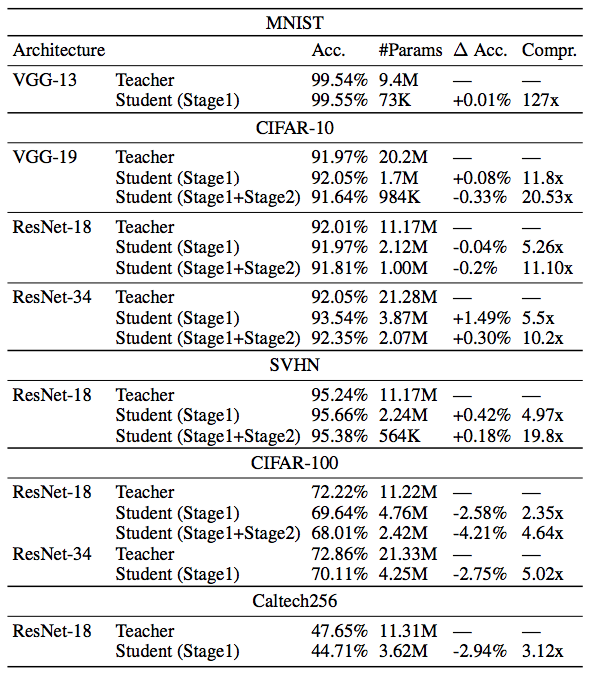 MNIST
Architecture Acc. #Params Δ Acc. Compr.
VGG-13 Teacher 99.54% 9.4M — —
Student (Stage1) 99.55% 73K +0.01% 127x
CIFAR-10
VGG-19 Teacher 91.97% 20.2M — —
Student (Stage1) 92.05% 1.7M +0.08% 11.8x
Student (Stage1+Stage2) 91.64% 984K -0.33% 20.53x
ResNet-18 Teacher 92.01% 11.17M — —
Student (Stage1) 91.97% 2.12M -0.04% 5.26x
Student (Stage1+Stage2) 91.81% 1.00M -0.2% 11.10x
ResNet-34 Teacher 92.05% 21.28M — —
Student (Stage1) 93.54% 3.87M +1.49% 5.5x
Student (Stage1+Stage2) 92.35% 2.07M +0.30% 10.2x
SVHN
ResNet-18 Teacher 95.24% 11.17M — —
Student (Stage1) 95.66% 2.24M +0.42% 4.97x
Student (Stage1+Stage2) 95.38% 564K +0.18% 19.8x
CIFAR-100
ResNet-18 Teacher 72.22% 11.22M — —
Student (Stage1) 69.64% 4.76M -2.58% 2.35x
Student (Stage1+Stage2) 68.01% 2.42M -4.21% 4.64x
ResNet-34 Teacher 72.86% 21.33M — —
Student (Stage1) 70.11% 4.25M -2.75% 5.02x
Caltech256
ResNet-18 Teacher 47.65% 11.31M — —
Student (Stage1) 44.71% 3.62M -2.94% 3.12x